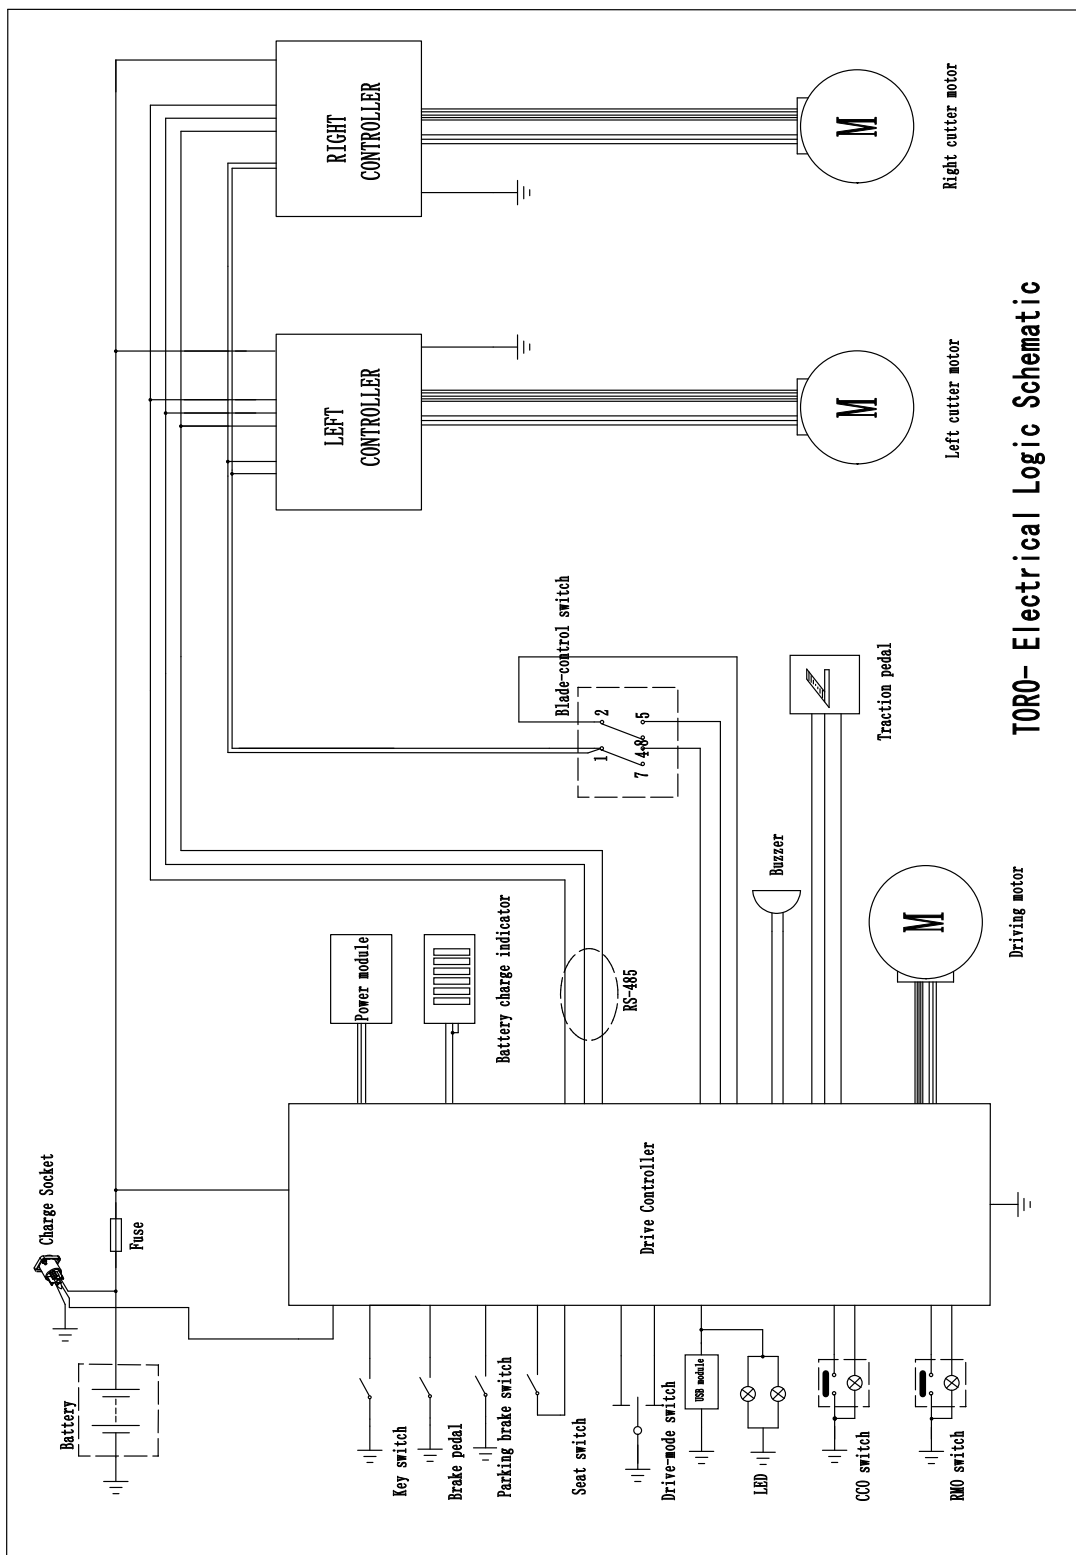 Battery
Charge Socket
Fuse
Key switch
Brake pedal
Parking brake switch
Seat switch
Drive-mode switch
USB module
LED
CCO switch
RMO switch
Drive Controller
Power module
Battery charge indicator
RS-485
Buzzer
Traction pedal
M
Driving motor
Blade-control switch
1
2
4
8
5
7
LEFT
CONTROLLER
M
Left cutter motor
RIGHT
CONTROLLER
M
Right cutter motor
TORO- Electrical Logic Schematic